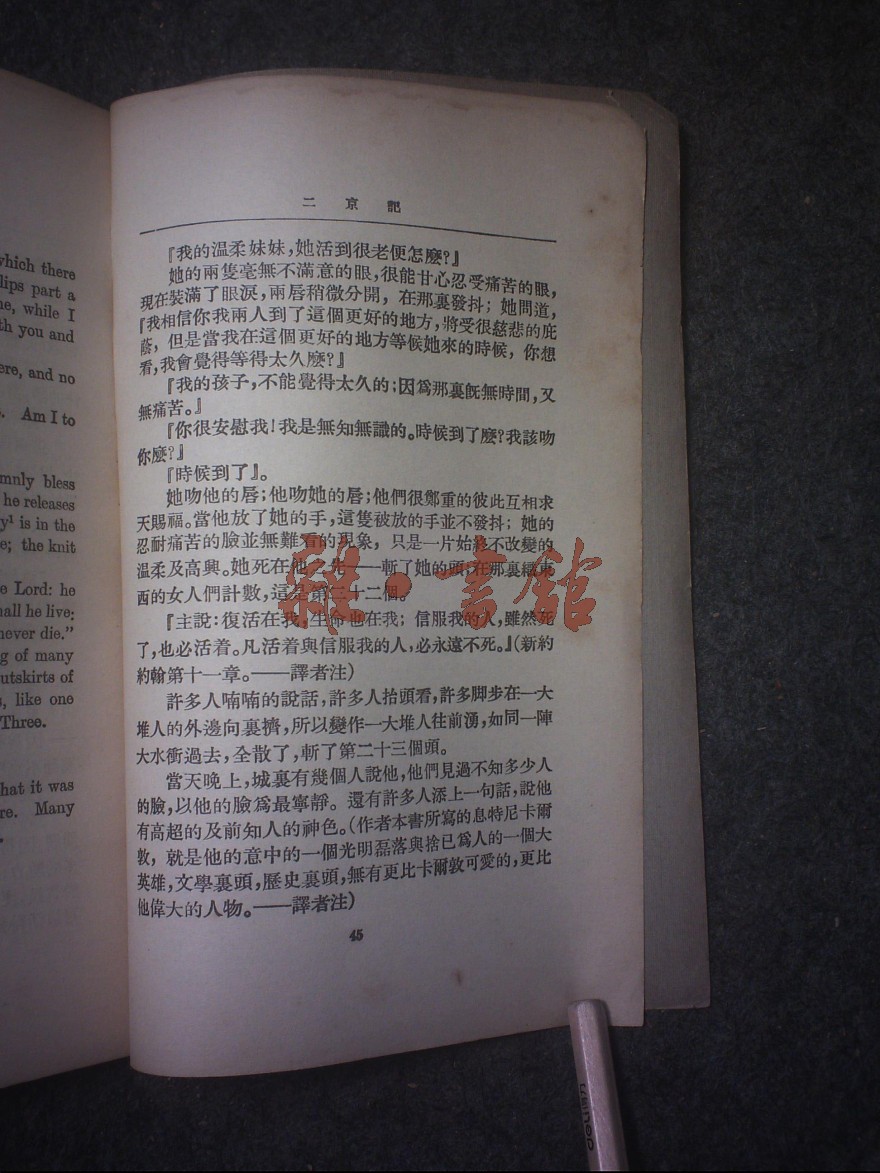 which there
lips part a
ne, while I
th you and
ere, and no
s. Am I to
mnly bless
he releases
y¹ is in the
e; the knit
e Lord: he
hall he live:
never die."
g of many
utskirts of
s, like one
Three.
hat it was
re. Many
二京記
『我的温柔妹妹,她活到很老便怎麽?』
她的兩隻毫無不滿意的眼,很能甘心忍受痛苦的眼,
現在裝滿了眼淚,兩唇稍微分開,在那裏發抖;她問道,
『我相信你我兩人到了這個更好的地方,將受很慈悲的庇
蔭,但是當我在這個更好的地方等候她來的時候,你想
看,我會覺得等得太久麽?』
『我的孩子,不能覺得太久的;因爲那裏旣無時間,又
無痛苦。』
『你很安慰我!我是無知無識的。時候到了麽?我該吻
你麽?』
『時候到了』。
她吻他的唇;他吻她的唇;他們很鄭重的彼此互相求
天賜福。當他放了她的手,這隻被放的手並不發抖;她的
忍耐痛苦的臉並無難看的現象,只是一片始終不改變的
温柔及高興。她死在他之先——斬了她的頭;在那裏織東
西的女人們計數,這是第二十二個。
『主說:復活在我,生命也在我;信服我的人,雖然死
了,也必活着。凡活着與信服我的人,必永遠不死。』(新約
約翰第十一章。——譯者注)
許多人喃喃的説話,許多人抬頭看,許多脚步在一大
堆人的外邊向裏擠,所以變作一大堆人往前湧,如同一陣
大水衝過去,全散了,斬了第二十三個頭。
當天晚上,城裏有幾個人說他,他們見過不知多少人
的臉,以他的臉爲最寧靜。還有許多人添上一句話,說他
有高超的及前知人的神色。(作者本書所寫的息特尼卡爾
敦,就是他的意中的一個光明磊落與捨已爲人的一個大
英雄,文學裏頭,歷史裏頭,無有更比卡爾敦可愛的,更比
他偉大的人物。——譯者注)
45
雜·書館
deli得力